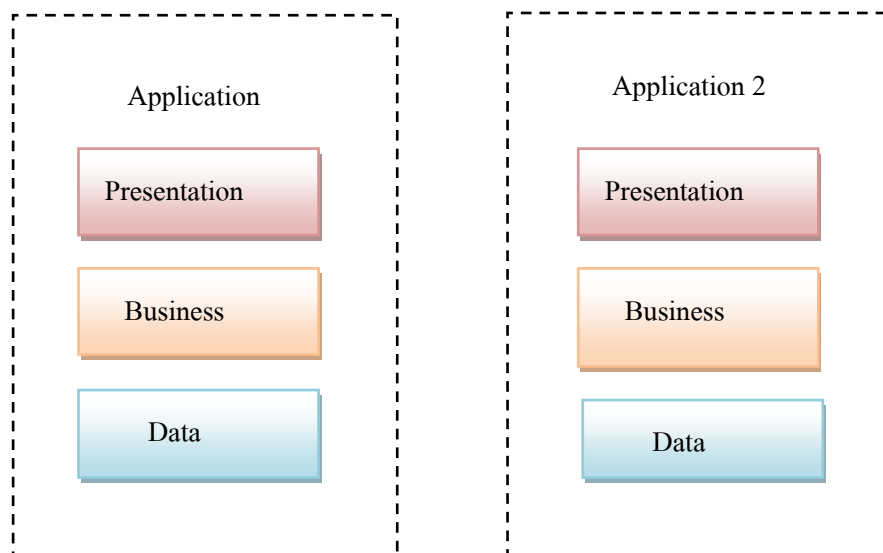 Application
Presentation
Business
Data
Application 2
Presentation
Business
Data